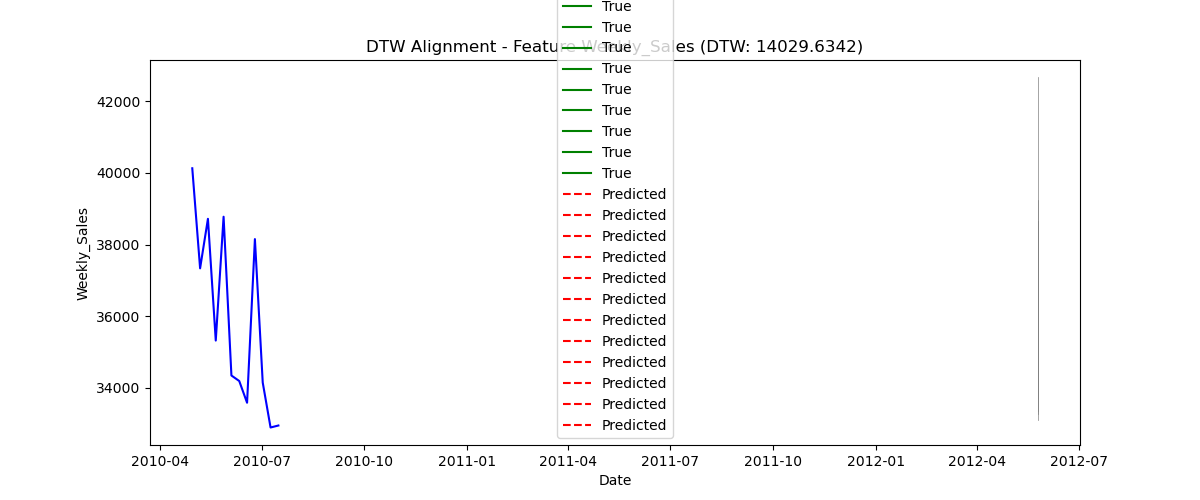 True
True
DTW Alignment - Feature Weekly_Sales (DTW: 14029.6342)
True
True
True
True
True
True
True
Predicted
Predicted
Predicted
Predicted
Predicted
Predicted
Predicted
Predicted
Predicted
Predicted
Predicted
Predicted
42000
40000
38000
36000
34000
Weekly_Sales
2010-04
2010-07
2010-10
2011-01
2011-04
2011-07
2011-10
2012-01
2012-04
2012-07
Date